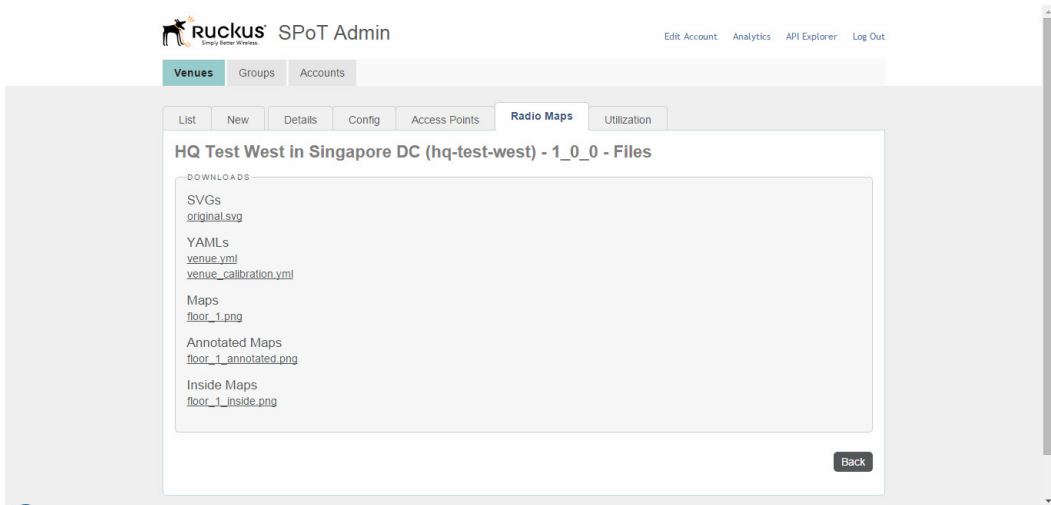 Ruckus SPoT Admin
Simply Better Wireless.
Edit Account Analytics API Explorer Log Out
Venues Groups Accounts
List New Details Config Access Points Radio Maps Utilization
HQ Test West in Singapore DC (hq-test-west) - 1_0_0 - Files
DOWNLOADS
SVGs
original.svg
YAMLs
venue.yml
venue_calibration.yml
Maps
floor_1.png
Annotated Maps
floor_1_annotated.png
Inside Maps
floor_1_inside.png
Back